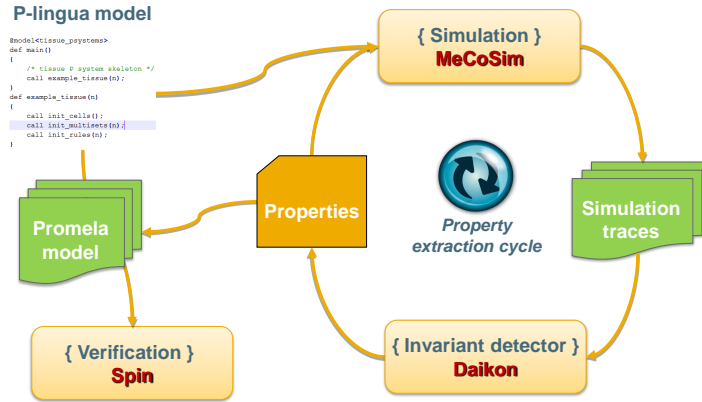 P-lingua model
@model<tissue_psystems>
def main()
{
/* tissue P system skeleton */
call example_tissue(n);
}
def example_tissue(n)
{
call init_cells();
call init_multisets(n);
call init_rules(n);
}
{ Simulation }
MeCoSim
Properties
Property
extraction cycle
Simulation
traces
Promela
model
{ Verification }
Spin
{ Invariant detector }
Daikon